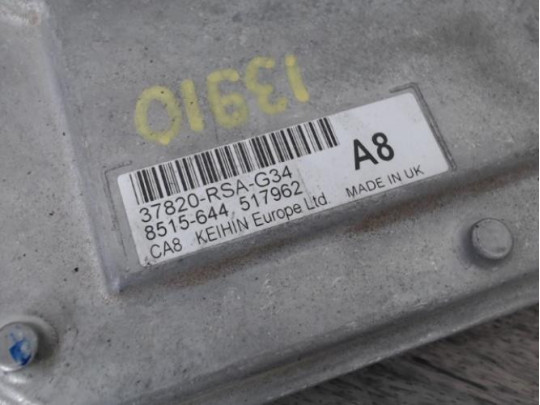 13910
A8
37820-RSA-G34
8515-644 517962
CA8 KEIHIN Europe Ltd. MADE IN UK